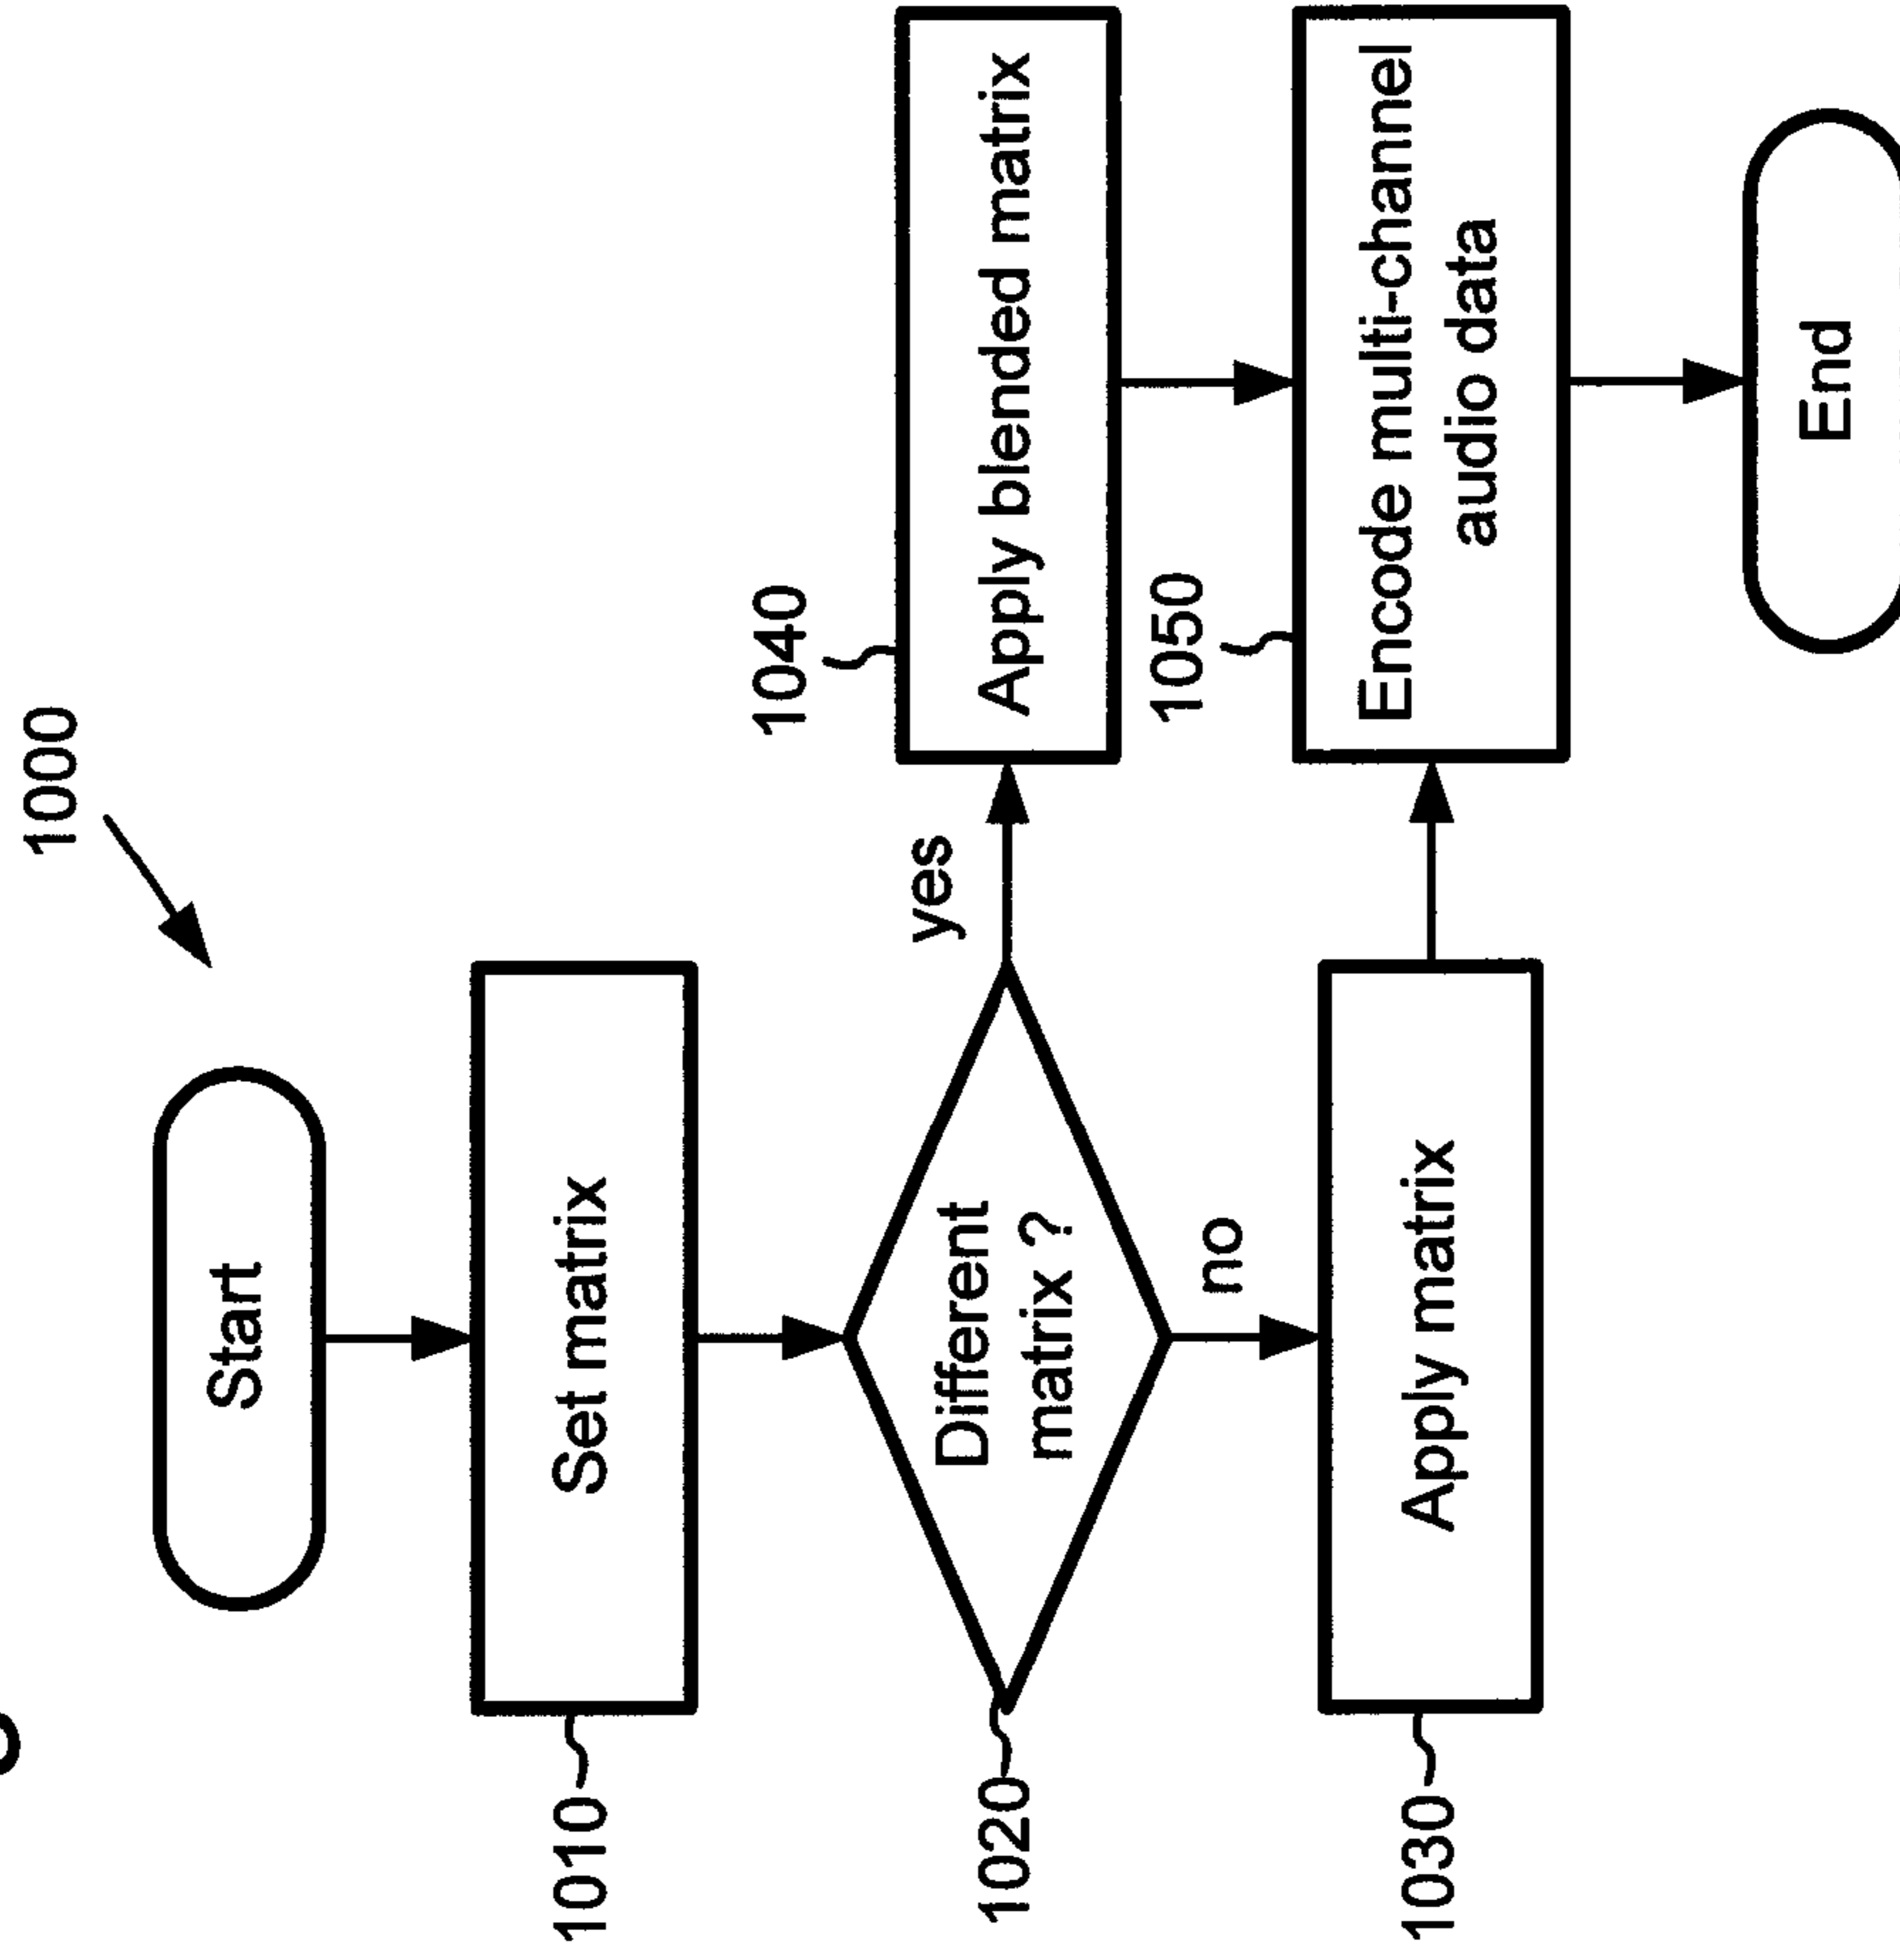 1000
Start
1010
Set matrix
1020
Different
matrix ?
yes
no
1030
Apply matrix
1040
Apply blended matrix
1050
Encode multi-channel
audio data
End